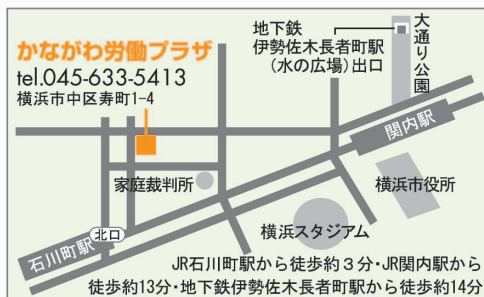 かながわ労働プラザ
tel.045-633-5413
横浜市中区寿町1-4
地下鉄
伊勢佐木長者町駅
（水の広場）出口
大通り公園
関内駅
家庭裁判所
横浜市役所
北口
石川町駅
横浜スタジアム
JR石川町駅から徒歩約３分・JR関内駅から
徒歩約13分・地下鉄伊勢佐木長者町駅から徒歩約14分